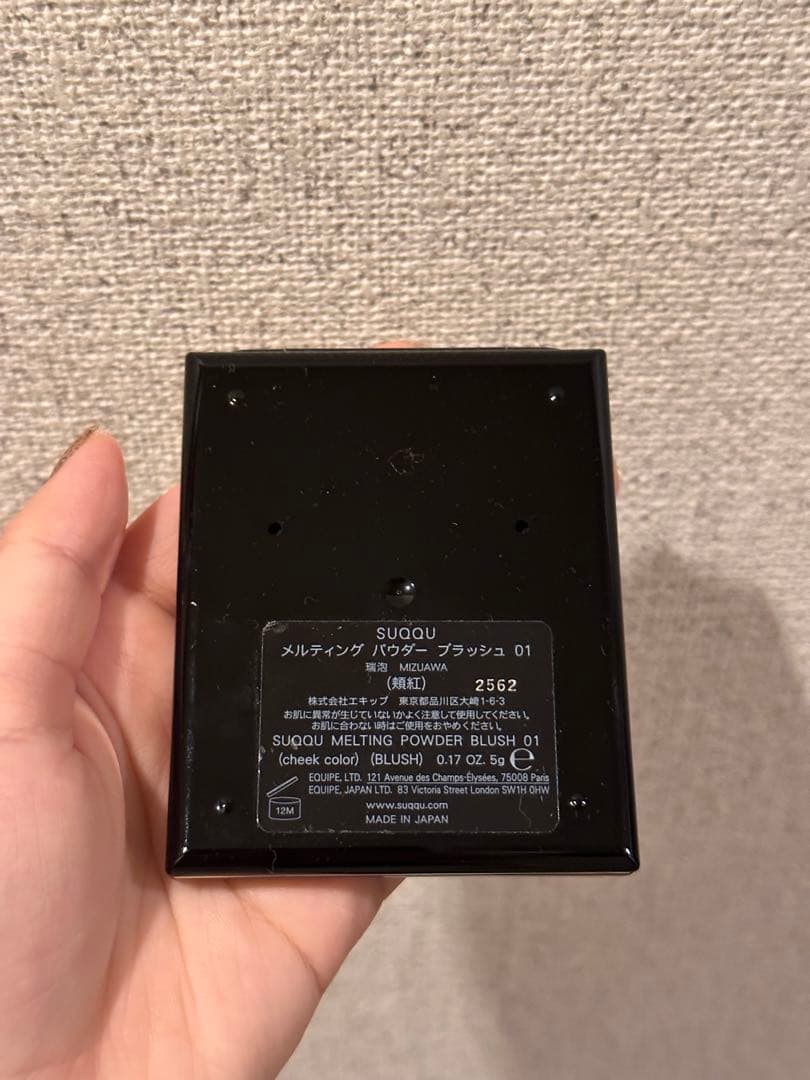 SUQQU
メルティング パウダー ブラッシュ 01
瑞泡 MIZUAWA
(頬紅) 2562
株式会社エキップ 東京都品川区大崎1-6-3
お肌に異常が生じていないかよく注意して使用してください。
お肌に合わない時はご使用をおやめください。
SUQQU MELTING POWDER BLUSH 01
(cheek color) (BLUSH) 0.17 OZ. 5g ℮
EQUIPE, LTD. 121 Avenue des Champs-Élysées, 75008 Paris
EQUIPE, JAPAN LTD. 83 Victoria Street London SW1H 0HW
12M
www.suqqu.com
MADE IN JAPAN